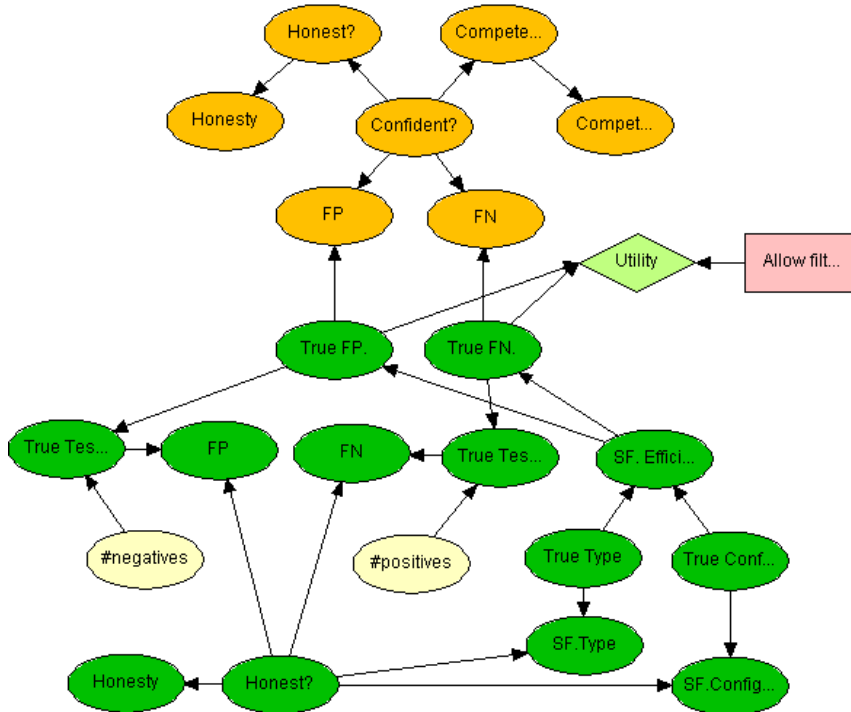 Honest?
Compete...
Honesty
Confident?
Compet...
FP
FN
Utility
Allow filt...
True FP.
True FN.
True Tes...
FP
FN
True Tes...
SF. Effici...
#negatives
#positives
True Type
True Conf...
SF.Type
Honesty
Honest?
SF.Config...